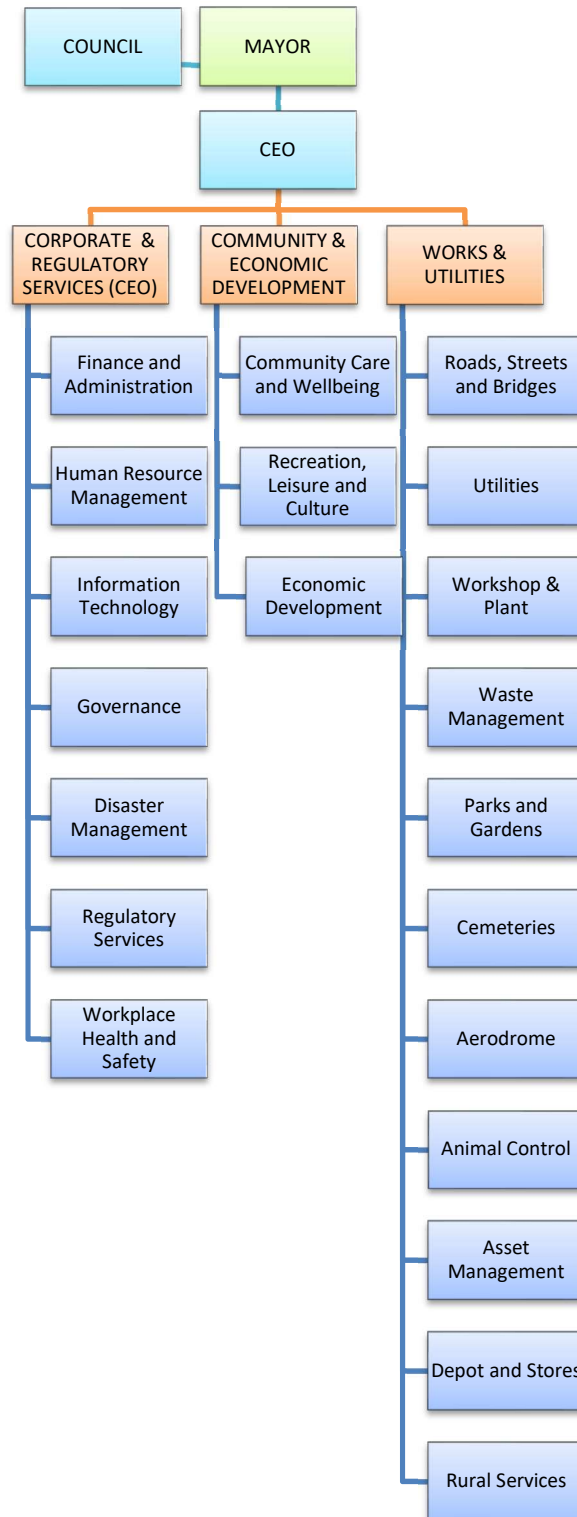 COUNCIL
MAYOR
CEO
CORPORATE &
REGULATORY
SERVICES (CEO)
COMMUNITY &
ECONOMIC
DEVELOPMENT
WORKS &
UTILITIES
Finance and
Administration
Human Resource
Management
Information
Technology
Governance
Disaster
Management
Regulatory
Services
Workplace
Health and
Safety
Community Care
and Wellbeing
Recreation,
Leisure and
Culture
Economic
Development
Roads, Streets
and Bridges
Utilities
Workshop &
Plant
Waste
Management
Parks and
Gardens
Cemeteries
Aerodrome
Animal Control
Asset
Management
Depot and Stores
Rural Services